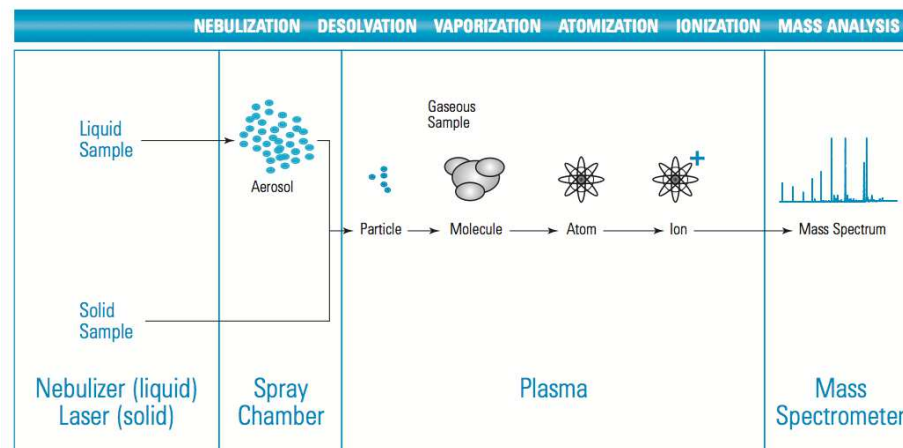 NEBULIZATION DESOLVATION VAPORIZATION ATOMIZATION IONIZATION MASS ANALYSIS
Gaseous
Sample
Liquid
Sample
Aerosol
Particle
Molecule
Atom
Ion
Mass Spectrum
Solid
Sample
Nebulizer (liquid)
Laser (solid)
Spray
Chamber
Plasma
Mass
Spectrometer